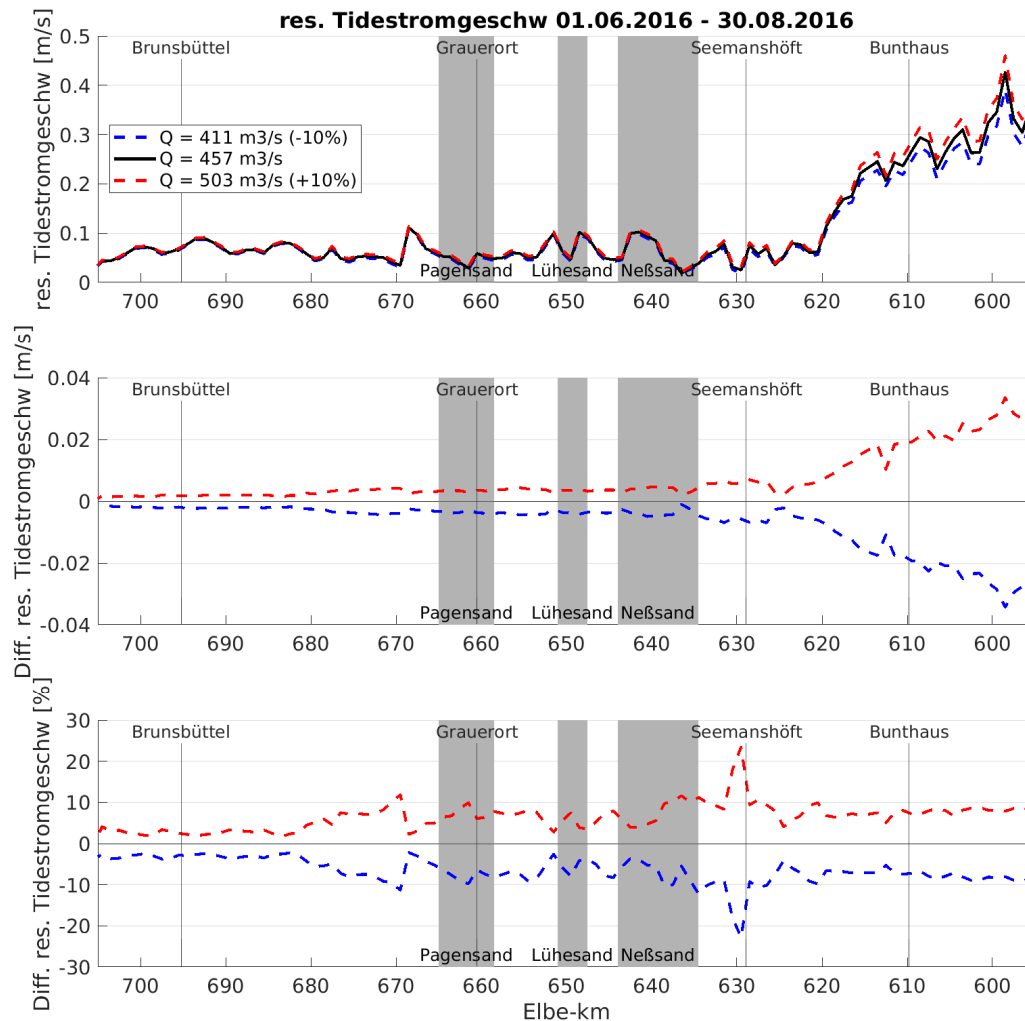 res. Tidestromgeschw 01.06.2016 - 30.08.2016
res. Tidestromgeschw [m/s]
0.5
0.4
0.3
0.2
0.1
0
Brunsbüttel Grauerort Seemanshöft Bunthaus
Q = 411 m3/s (-10%)
Q = 457 m3/s
Q = 503 m3/s (+10%)
Pagensand Lühesand Neßsand
700 690 680 670 660 650 640 630 620 610 600
Diff. res. Tidestromgeschw [m/s]
0.04
0.02
0
-0.02
-0.04
Brunsbüttel Grauerort Seemanshöft Bunthaus
Pagensand Lühesand Neßsand
700 690 680 670 660 650 640 630 620 610 600
Diff. res. Tidestromgeschw [%]
30
20
10
0
-10
-20
-30
Brunsbüttel Grauerort Seemanshöft Bunthaus
Pagensand Lühesand Neßsand
700 690 680 670 660 650 640 630 620 610 600
Elbe-km